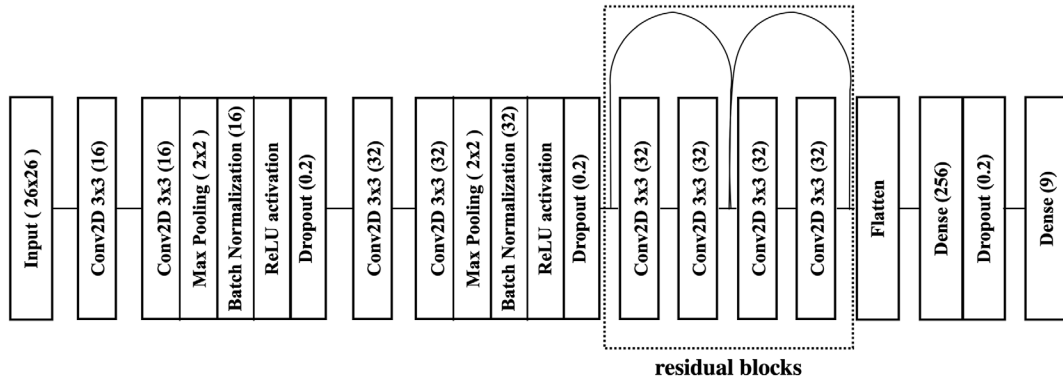 Input ( 26x26 )
Conv2D 3x3 (16)
Conv2D 3x3 (16)
Max Pooling ( 2x2 )
Batch Normalization (16)
ReLU activation
Dropout (0.2)
Conv2D 3x3 (32)
Conv2D 3x3 (32)
Max Pooling ( 2x2 )
Batch Normalization (32)
ReLU activation
Dropout (0.2)
Conv2D 3x3 (32)
Conv2D 3x3 (32)
Conv2D 3x3 (32)
Conv2D 3x3 (32)
Flatten
Dense (256)
Dropout (0.2)
Dense (9)
residual blocks